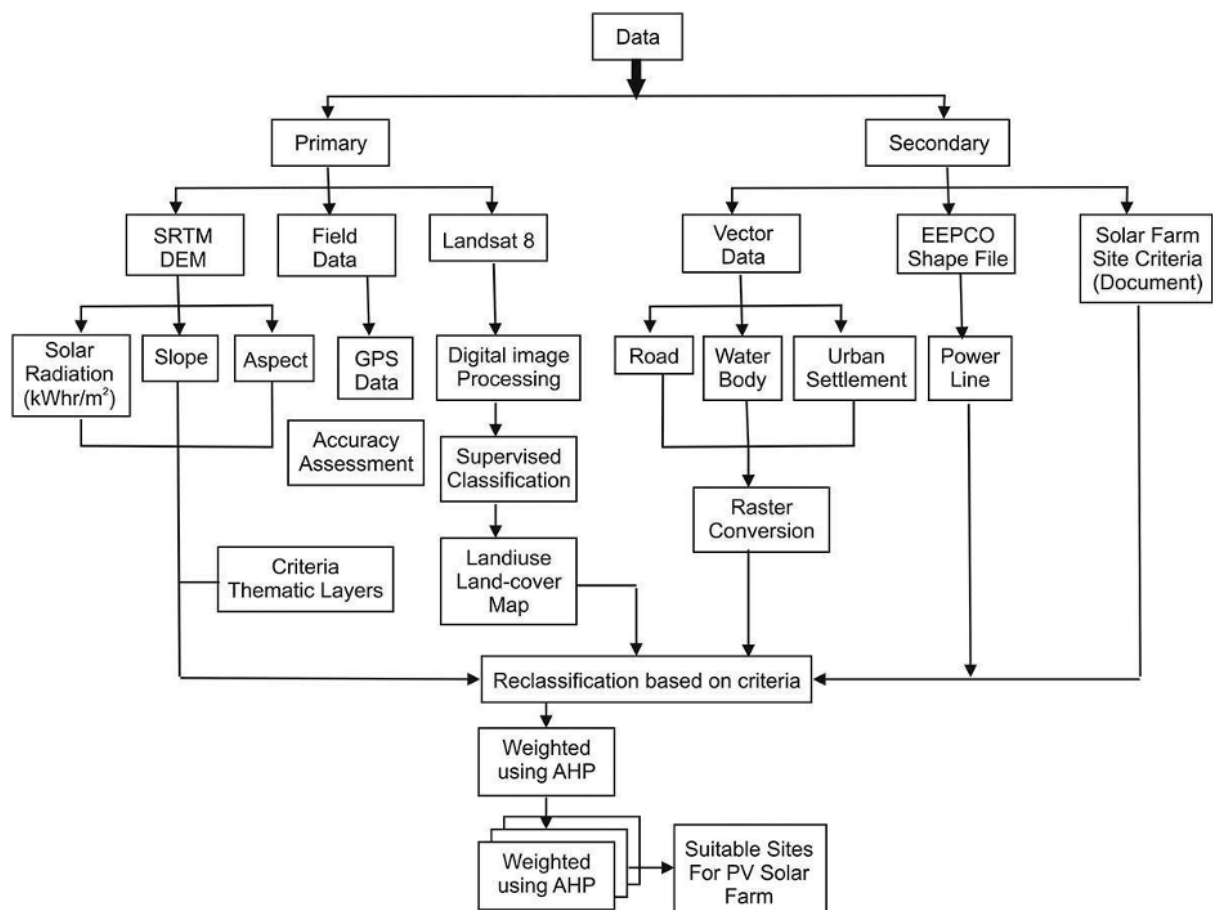 Data
Primary
Secondary
SRTM
DEM
Field
Data
Landsat 8
Vector
Data
EEPCO
Shape File
Solar Farm
Site Criteria
(Document)
Solar
Radiation
(kWhr/m²)
Slope
Aspect
GPS
Data
Digital image
Processing
Road
Water
Body
Urban
Settlement
Power
Line
Accuracy
Assessment
Supervised
Classification
Raster
Conversion
Criteria
Thematic Layers
Landiuse
Land-cover
Map
Reclassification based on criteria
Weighted
using AHP
Weighted
using AHP
Suitable Sites
For PV Solar
Farm